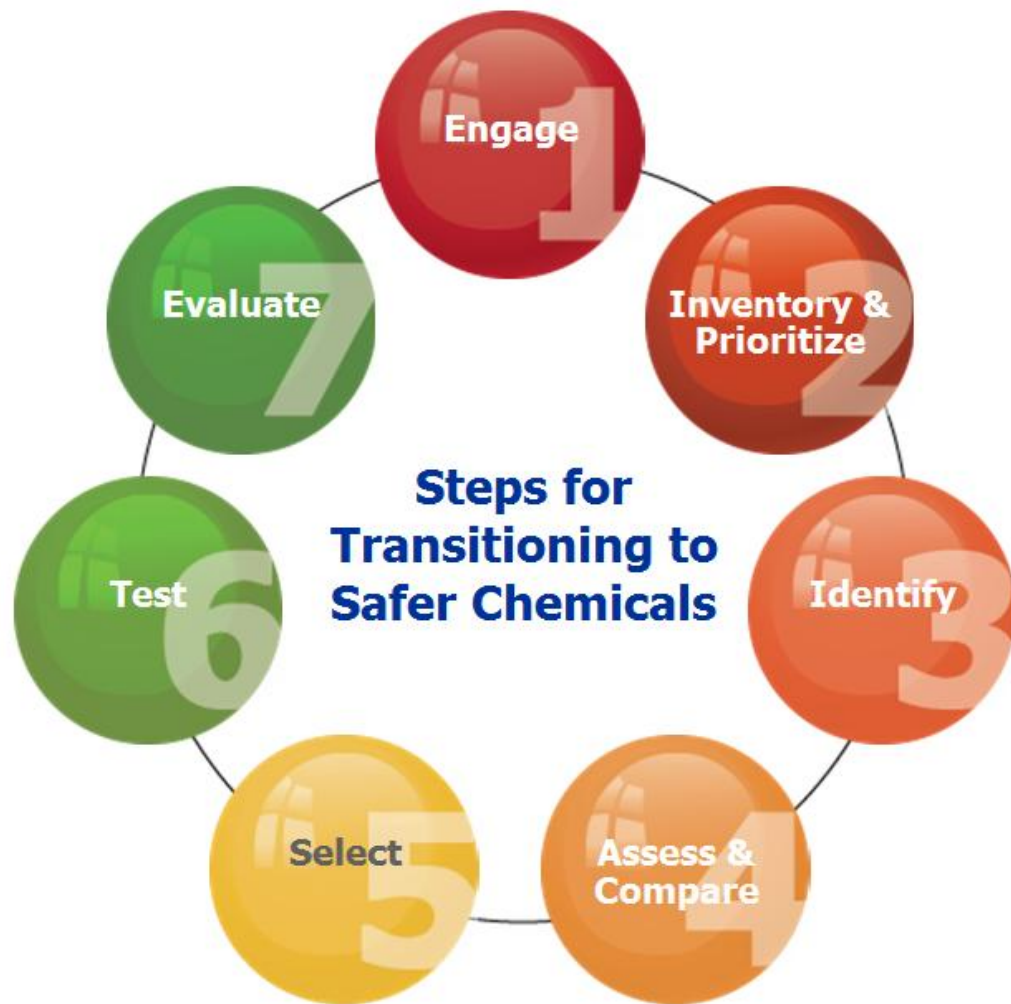 Engage
1
Inventory &
Prioritize
2
Identify
3
Assess &
Compare
4
Select
5
Test
6
Evaluate
7
Steps for
Transitioning to
Safer Chemicals